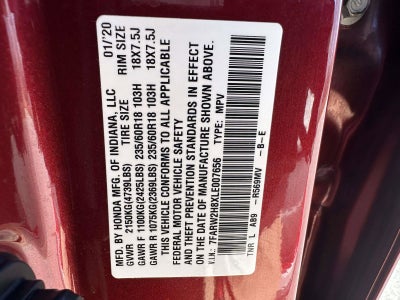 MFD. BY HONDA MFG. OF INDIANA, LLC 01/'20
TIRE SIZE RIM SIZE
GVWR 2150KG(4739LBS)
GAWR F 1100KG(2425LBS) 235/60R18 103H 18X7.5J
GAWR R 1075KG(2369LBS) 235/60R18 103H 18X7.5J
THIS VEHICLE CONFORMS TO ALL APPLICABLE
FEDERAL MOTOR VEHICLE SAFETY
AND THEFT PREVENTION STANDARDS IN EFFECT
ON THE DATE OF MANUFACTURE SHOWN ABOVE.
V.I.N.: 7FARW2H8XLE007656 TYPE: MPV
-B-E
TNR L A89 -R569MV